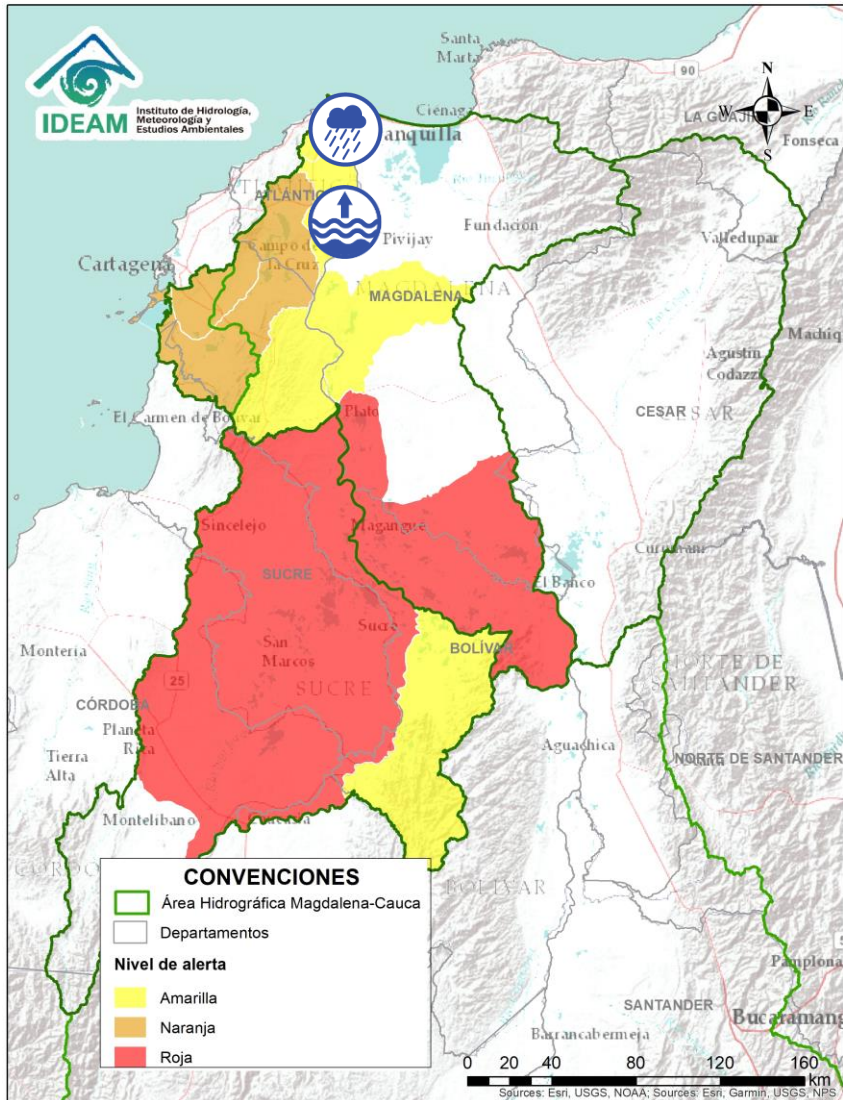 IDEAM
Instituto de Hidrología,
Meteorología y
Estudios Ambientales
Santa
Marta
90
N
W
E
S
Ciénaga
anquilla
LA GUAJI
Fonseca
ATLÁNTIC
Campo de
la Cruz
Pivijay
Fundación
Valledupar
Cartagena
MAGDALENA
Machiq
Agustín
Codazzi
CESAR
CESAR
El Carmen de Bolívar
Plato
Sincelejo
Magangué
Curumaní
SUCRE
El Banco
Sucre
BOLÍVAR
Montería
San
Marcos
SUCRE
25
NORTE DE
SANTANDER
CÓRDOBA
Planeta
Rica
Tierra
Alta
Aguachica
NORTE DE SANTANDER
Montelíbano
BOLÍVAR
CONVENCIONES
Área Hidrográfica Magdalena-Cauca
Departamentos
Nivel de alerta
Amarilla
Naranja
Roja
Pamplona
SANTANDER
Bucaramang
Barrancabermeja
0 20 40 80 120 160
Km
Sources: Esri, USGS, NOAA; Sources: Esri, Garmin, USGS, NPS